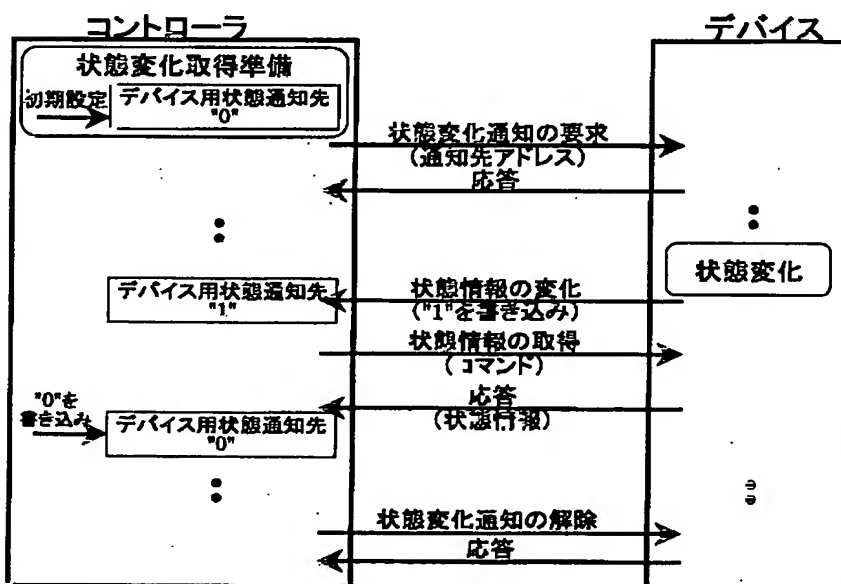 コントローラ
デバイス
状態変化取得準備
初期設定
デバイス用状態通知先
"0"
状態変化通知の要求
(通知先アドレス)
応答
状態変化
デバイス用状態通知先
"1"
状態情報の変化
("1"を書き込み)
状態情報の取得
(コマンド)
"0"を
書き込み
デバイス用状態通知先
"0"
応答
(状態情報)
状態変化通知の解除
応答